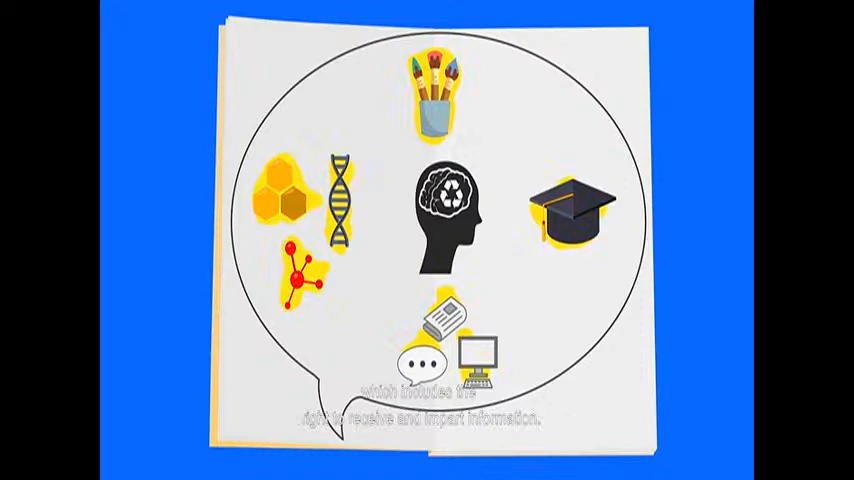 which includes the
right to receive and impart information.